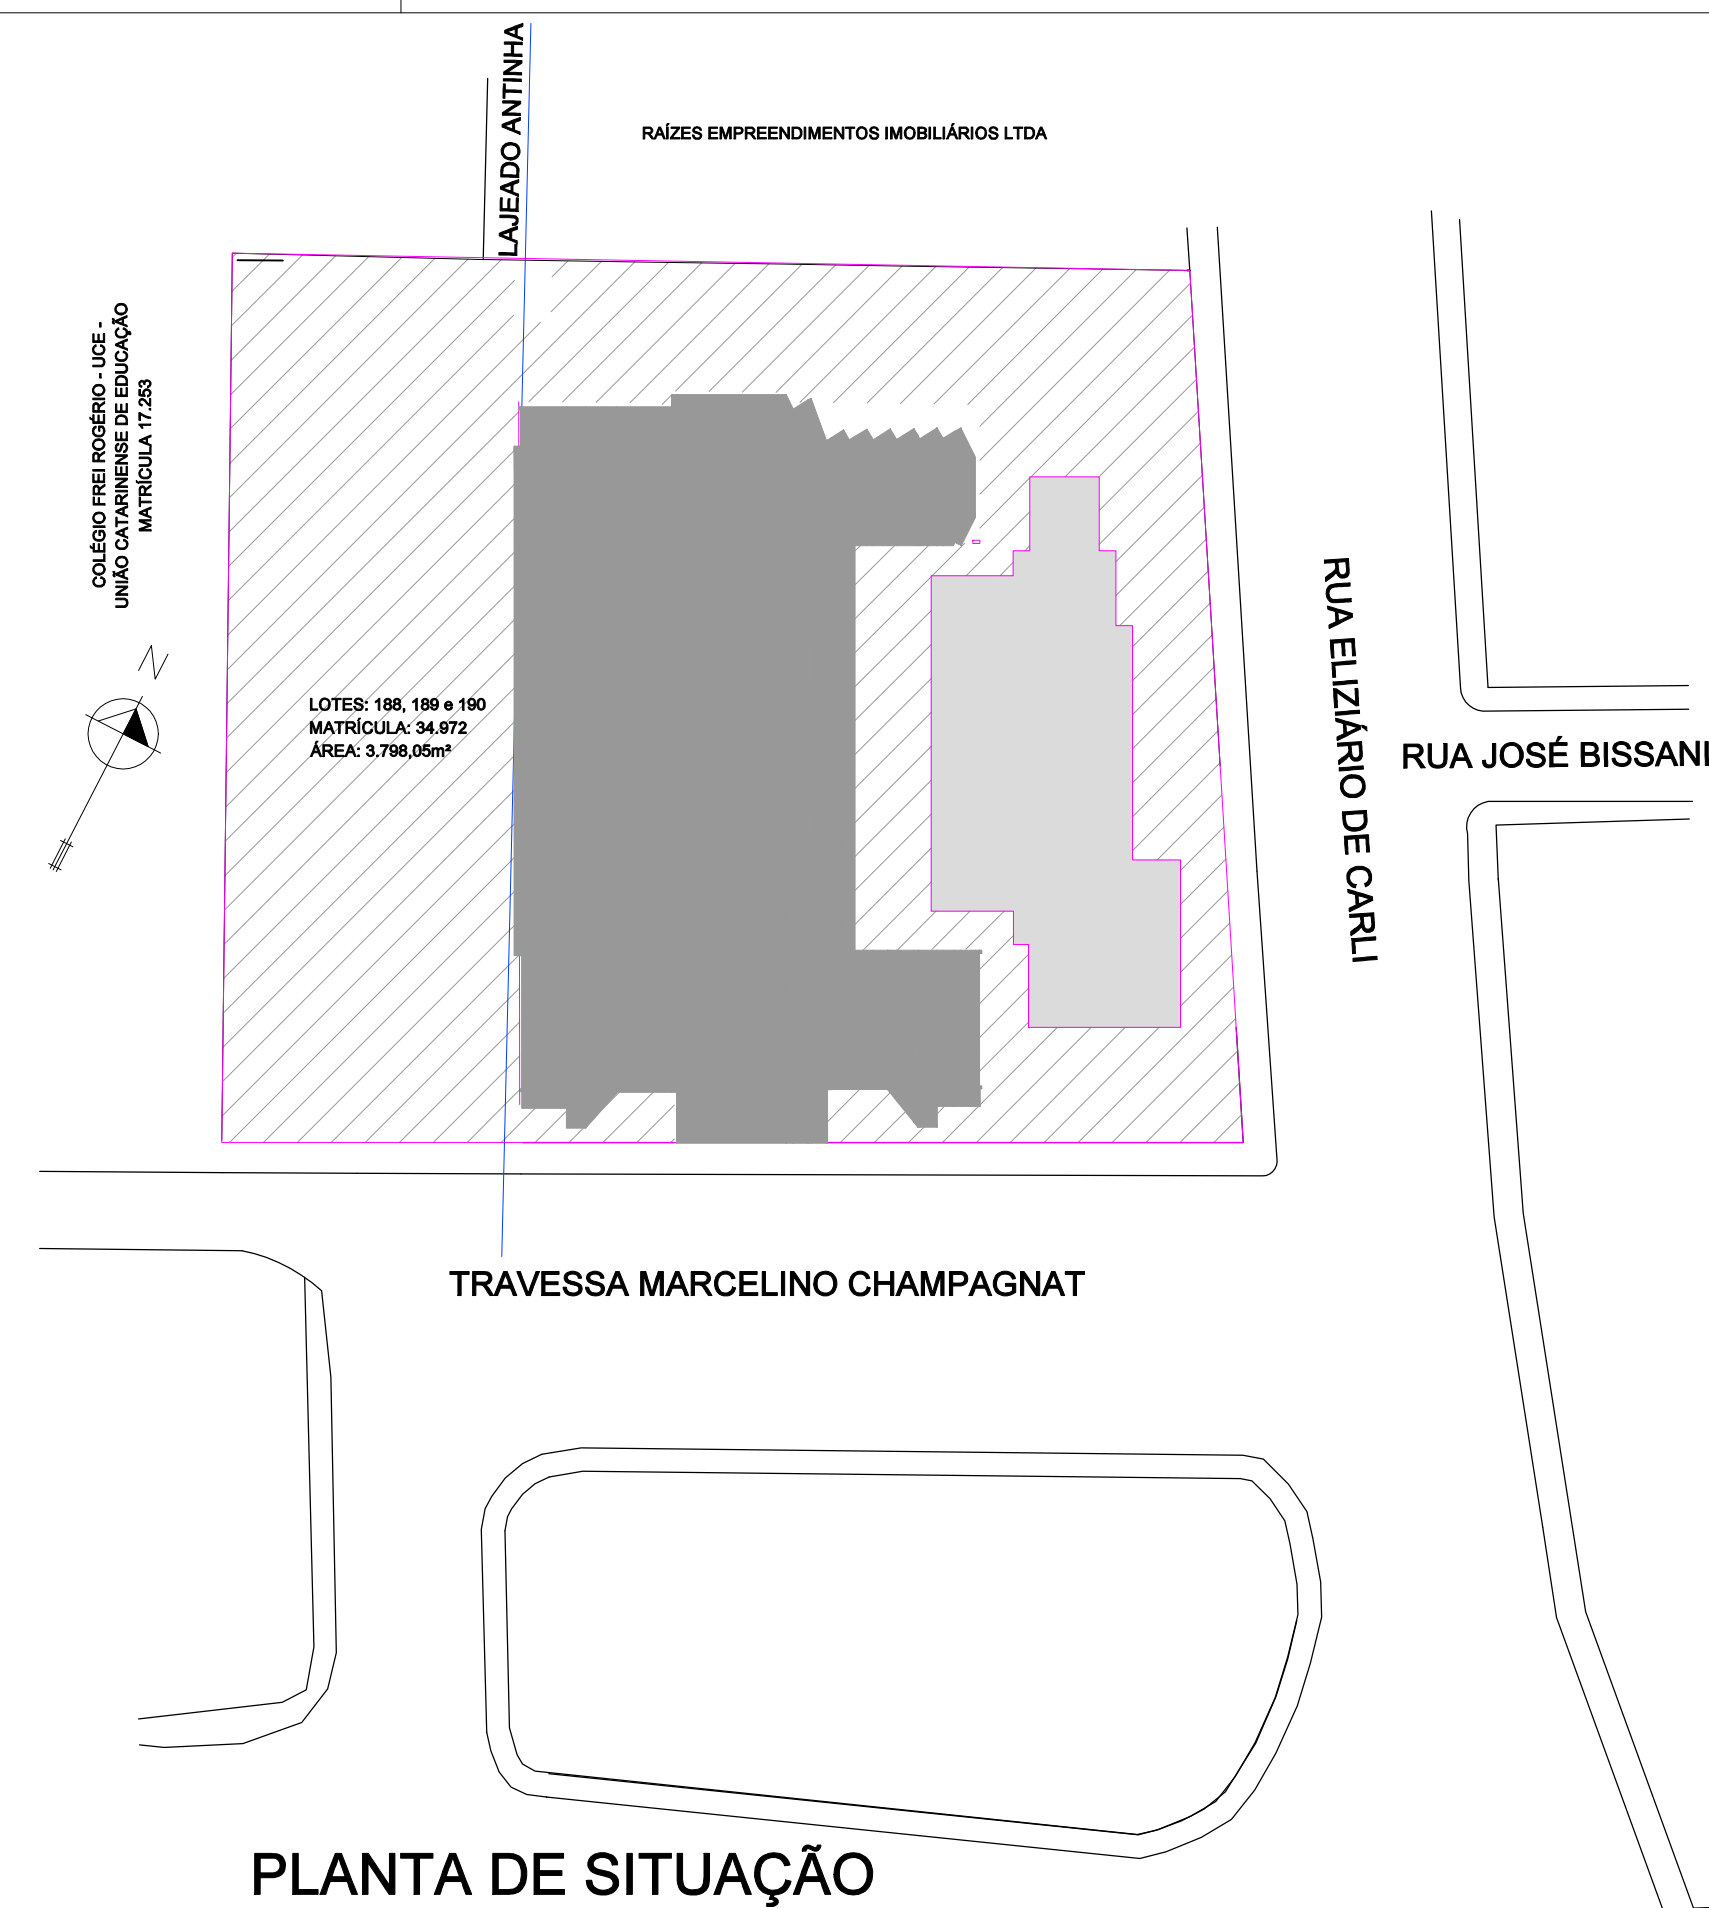 LAJEADO ANTINHA
RAÍZES EMPREENDIMENTOS IMOBILIÁRIOS LTDA
COLÉGIO FREI ROGÉRIO - UCE -
UNIÃO CATARINENSE DE EDUCAÇÃO
MATRÍCULA 17.253
N
LOTES: 188, 189 e 190
MATRÍCULA: 34.972
ÁREA: 3.798,05m²
RUA ELIZIÁRIO DE CARLI
RUA JOSÉ BISSANI
TRAVESSA MARCELINO CHAMPAGNAT
PLANTA DE SITUAÇÃO